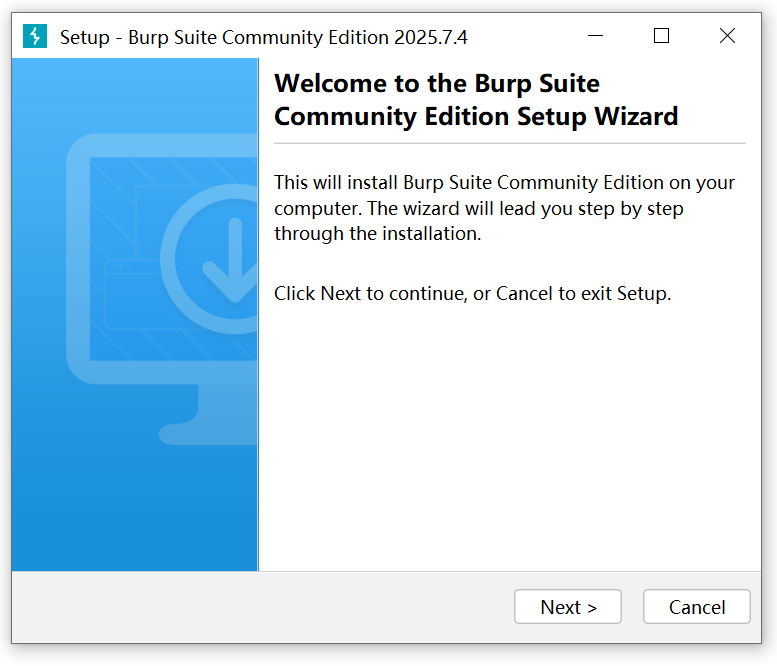 Setup - Burp Suite Community Edition 2025.7.4
Welcome to the Burp Suite
Community Edition Setup Wizard
This will install Burp Suite Community Edition on your
computer. The wizard will lead you step by step
through the installation.
Click Next to continue, or Cancel to exit Setup.
Next >
Cancel